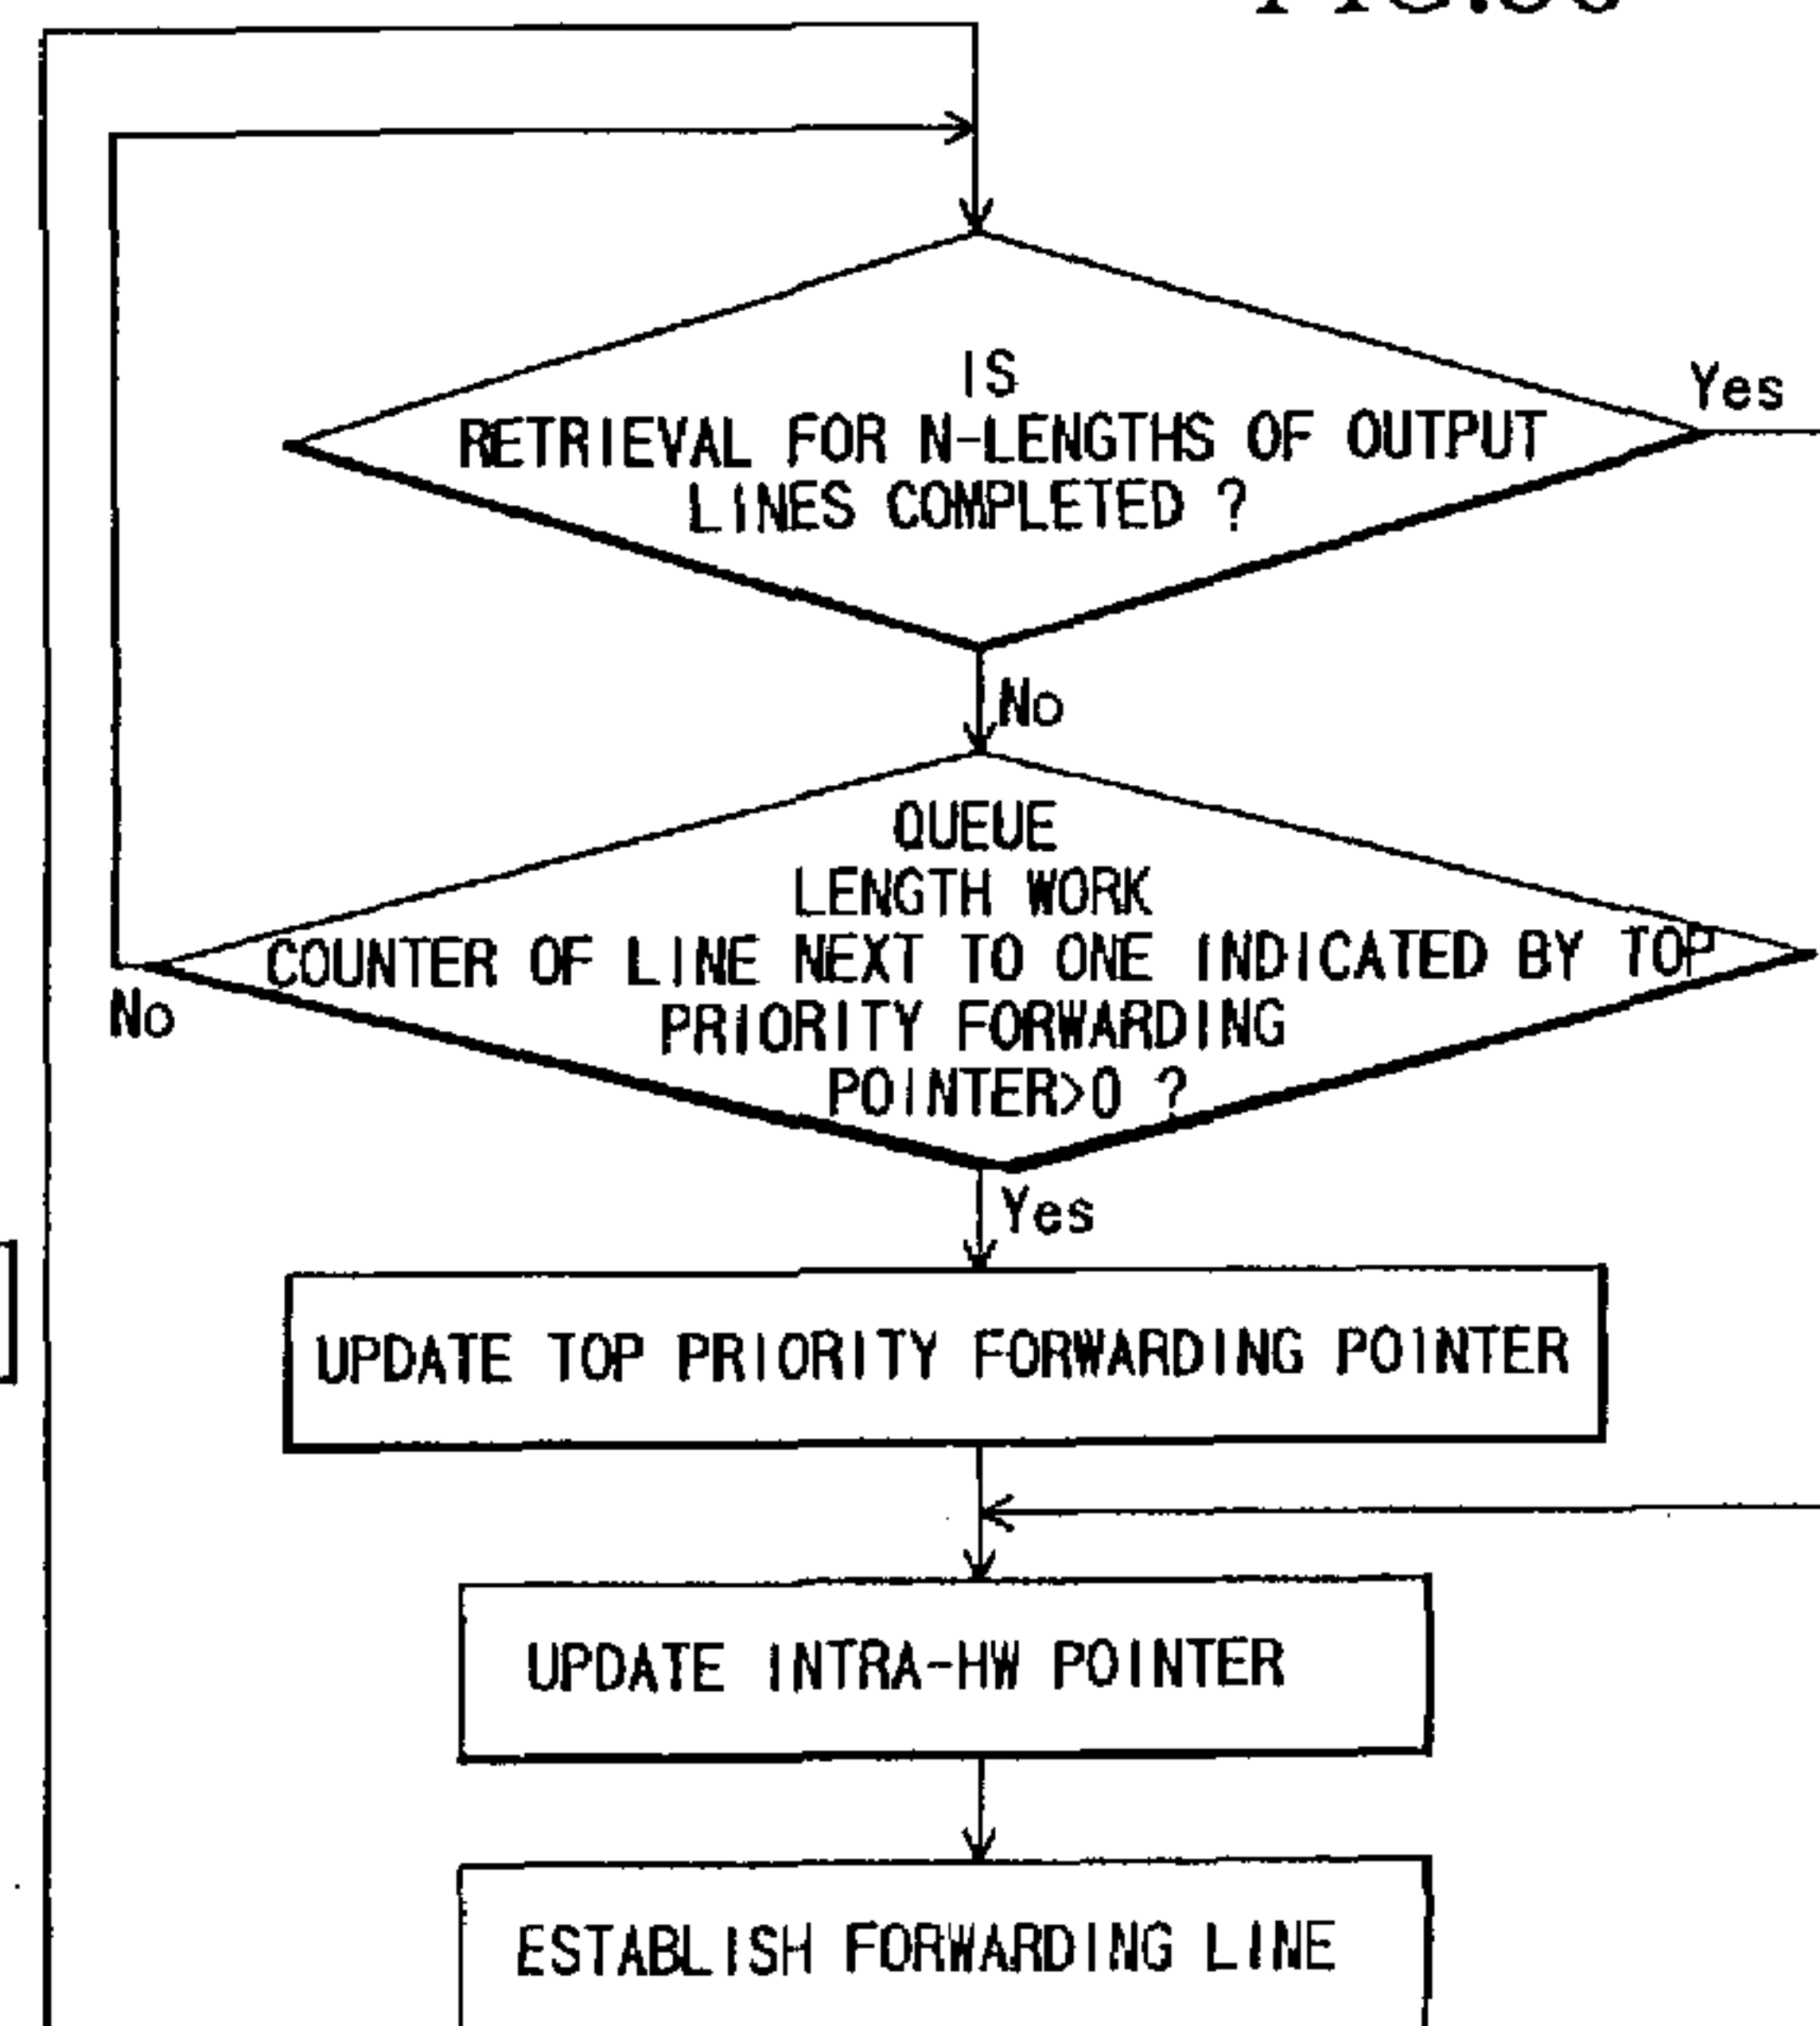 IS
RETRIEVAL FOR N-LENGTHS OF OUTPUT
LINES COMPLETED ?
Yes
No
QUEUE
LENGTH WORK
COUNTER OF LINE NEXT TO ONE INDICATED BY TOP
PRIORITY FORWARDING
POINTER>0 ?
No
Yes
UPDATE TOP PRIORITY FORWARDING POINTER
UPDATE INTRA-HW POINTER
ESTABLISH FORWARDING LINE